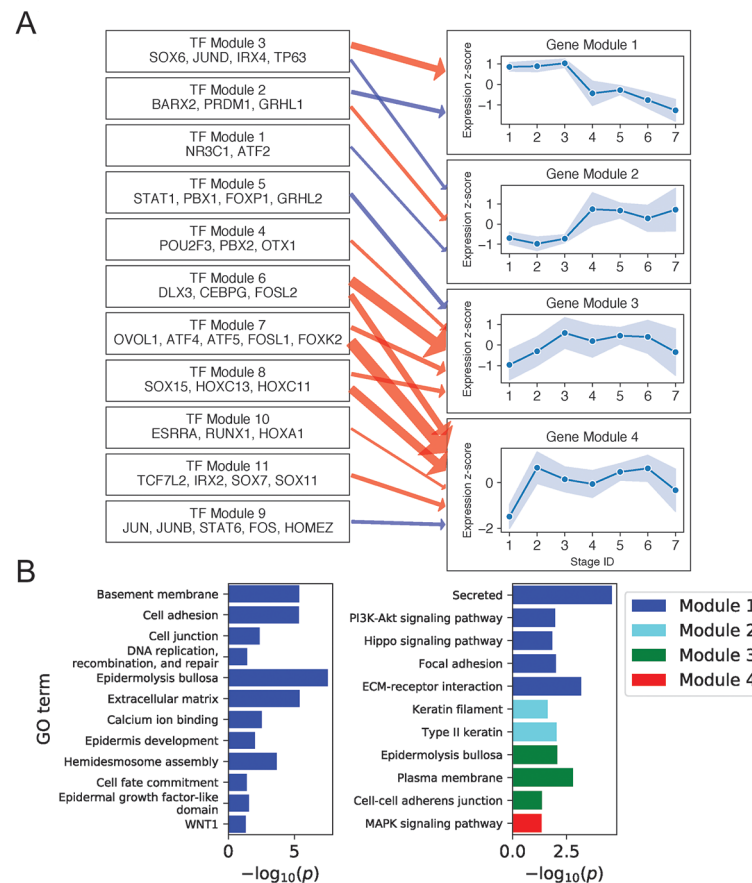 A
TF Module 3
SOX6, JUND, IRX4, TP63
TF Module 2
BARX2, PRDM1, GRHL1
TF Module 1
NR3C1, ATF2
TF Module 5
STAT1, PBX1, FOXP1, GRHL2
TF Module 4
POU2F3, PBX2, OTX1
TF Module 6
DLX3, CEBPG, FOSL2
TF Module 7
OVOL1, ATF4, ATF5, FOSL1, FOXK2
TF Module 8
SOX15, HOXC13, HOXC11
TF Module 10
ESRRA, RUNX1, HOXA1
TF Module 11
TCF7L2, IRX2, SOX7, SOX11
TF Module 9
JUN, JUNB, STAT6, FOS, HOMEZ
Gene Module 1
Expression z-score
1
0
−1
1 2 3 4 5 6 7
Gene Module 2
Expression z-score
1
0
−1
1 2 3 4 5 6 7
Gene Module 3
Expression z-score
1
0
−1
1 2 3 4 5 6 7
Gene Module 4
Expression z-score
0
−2
1 2 3 4 5 6 7
Stage ID
B
GO term
Basement membrane
Cell adhesion
Cell junction
DNA replication,
recombination, and repair
Epidermolysis bullosa
Extracellular matrix
Calcium ion binding
Epidermis development
Hemidesmosome assembly
Cell fate commitment
Epidermal growth factor-like
domain
WNT1
0 5
−log10(p)
Secreted
PI3K-Akt signaling pathway
Hippo signaling pathway
Focal adhesion
ECM-receptor interaction
Keratin filament
Type II keratin
Epidermolysis bullosa
Plasma membrane
Cell-cell adherens junction
MAPK signaling pathway
0.0 2.5
−log10(p)
Module 1
Module 2
Module 3
Module 4